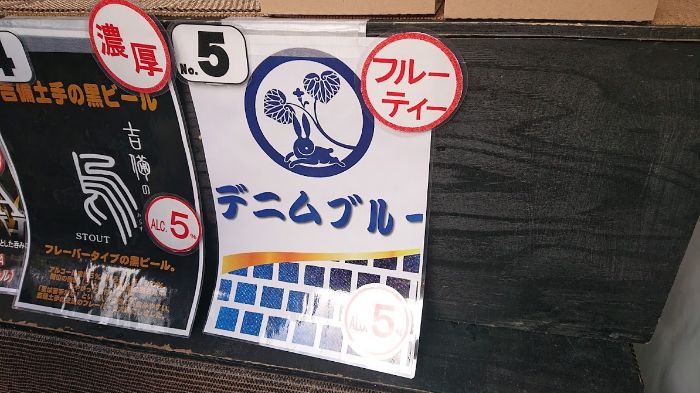 4
濃厚
吉備土手の黒ビール
吉備の
STOUT
ALC. 5%
フレーバータイプの黒ビール。
No. 5
フルーティー
デニムブルー
ALC. 5%